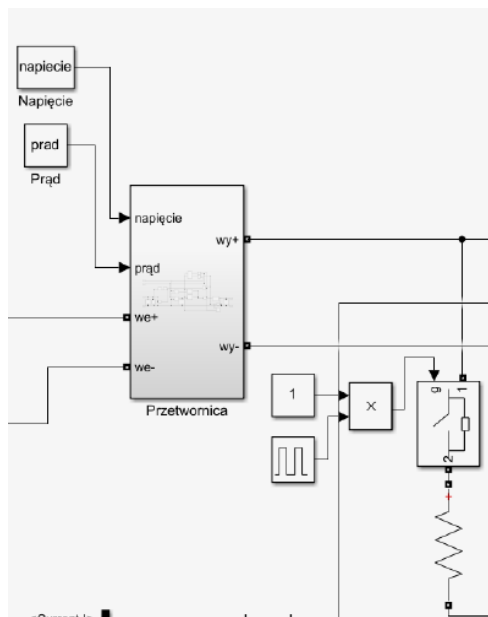 napiecie
Napięcie
prad
Prąd
napięcie
wy+
prąd
we+
wy-
we-
Przetwornica
1
×
g
1
2
+